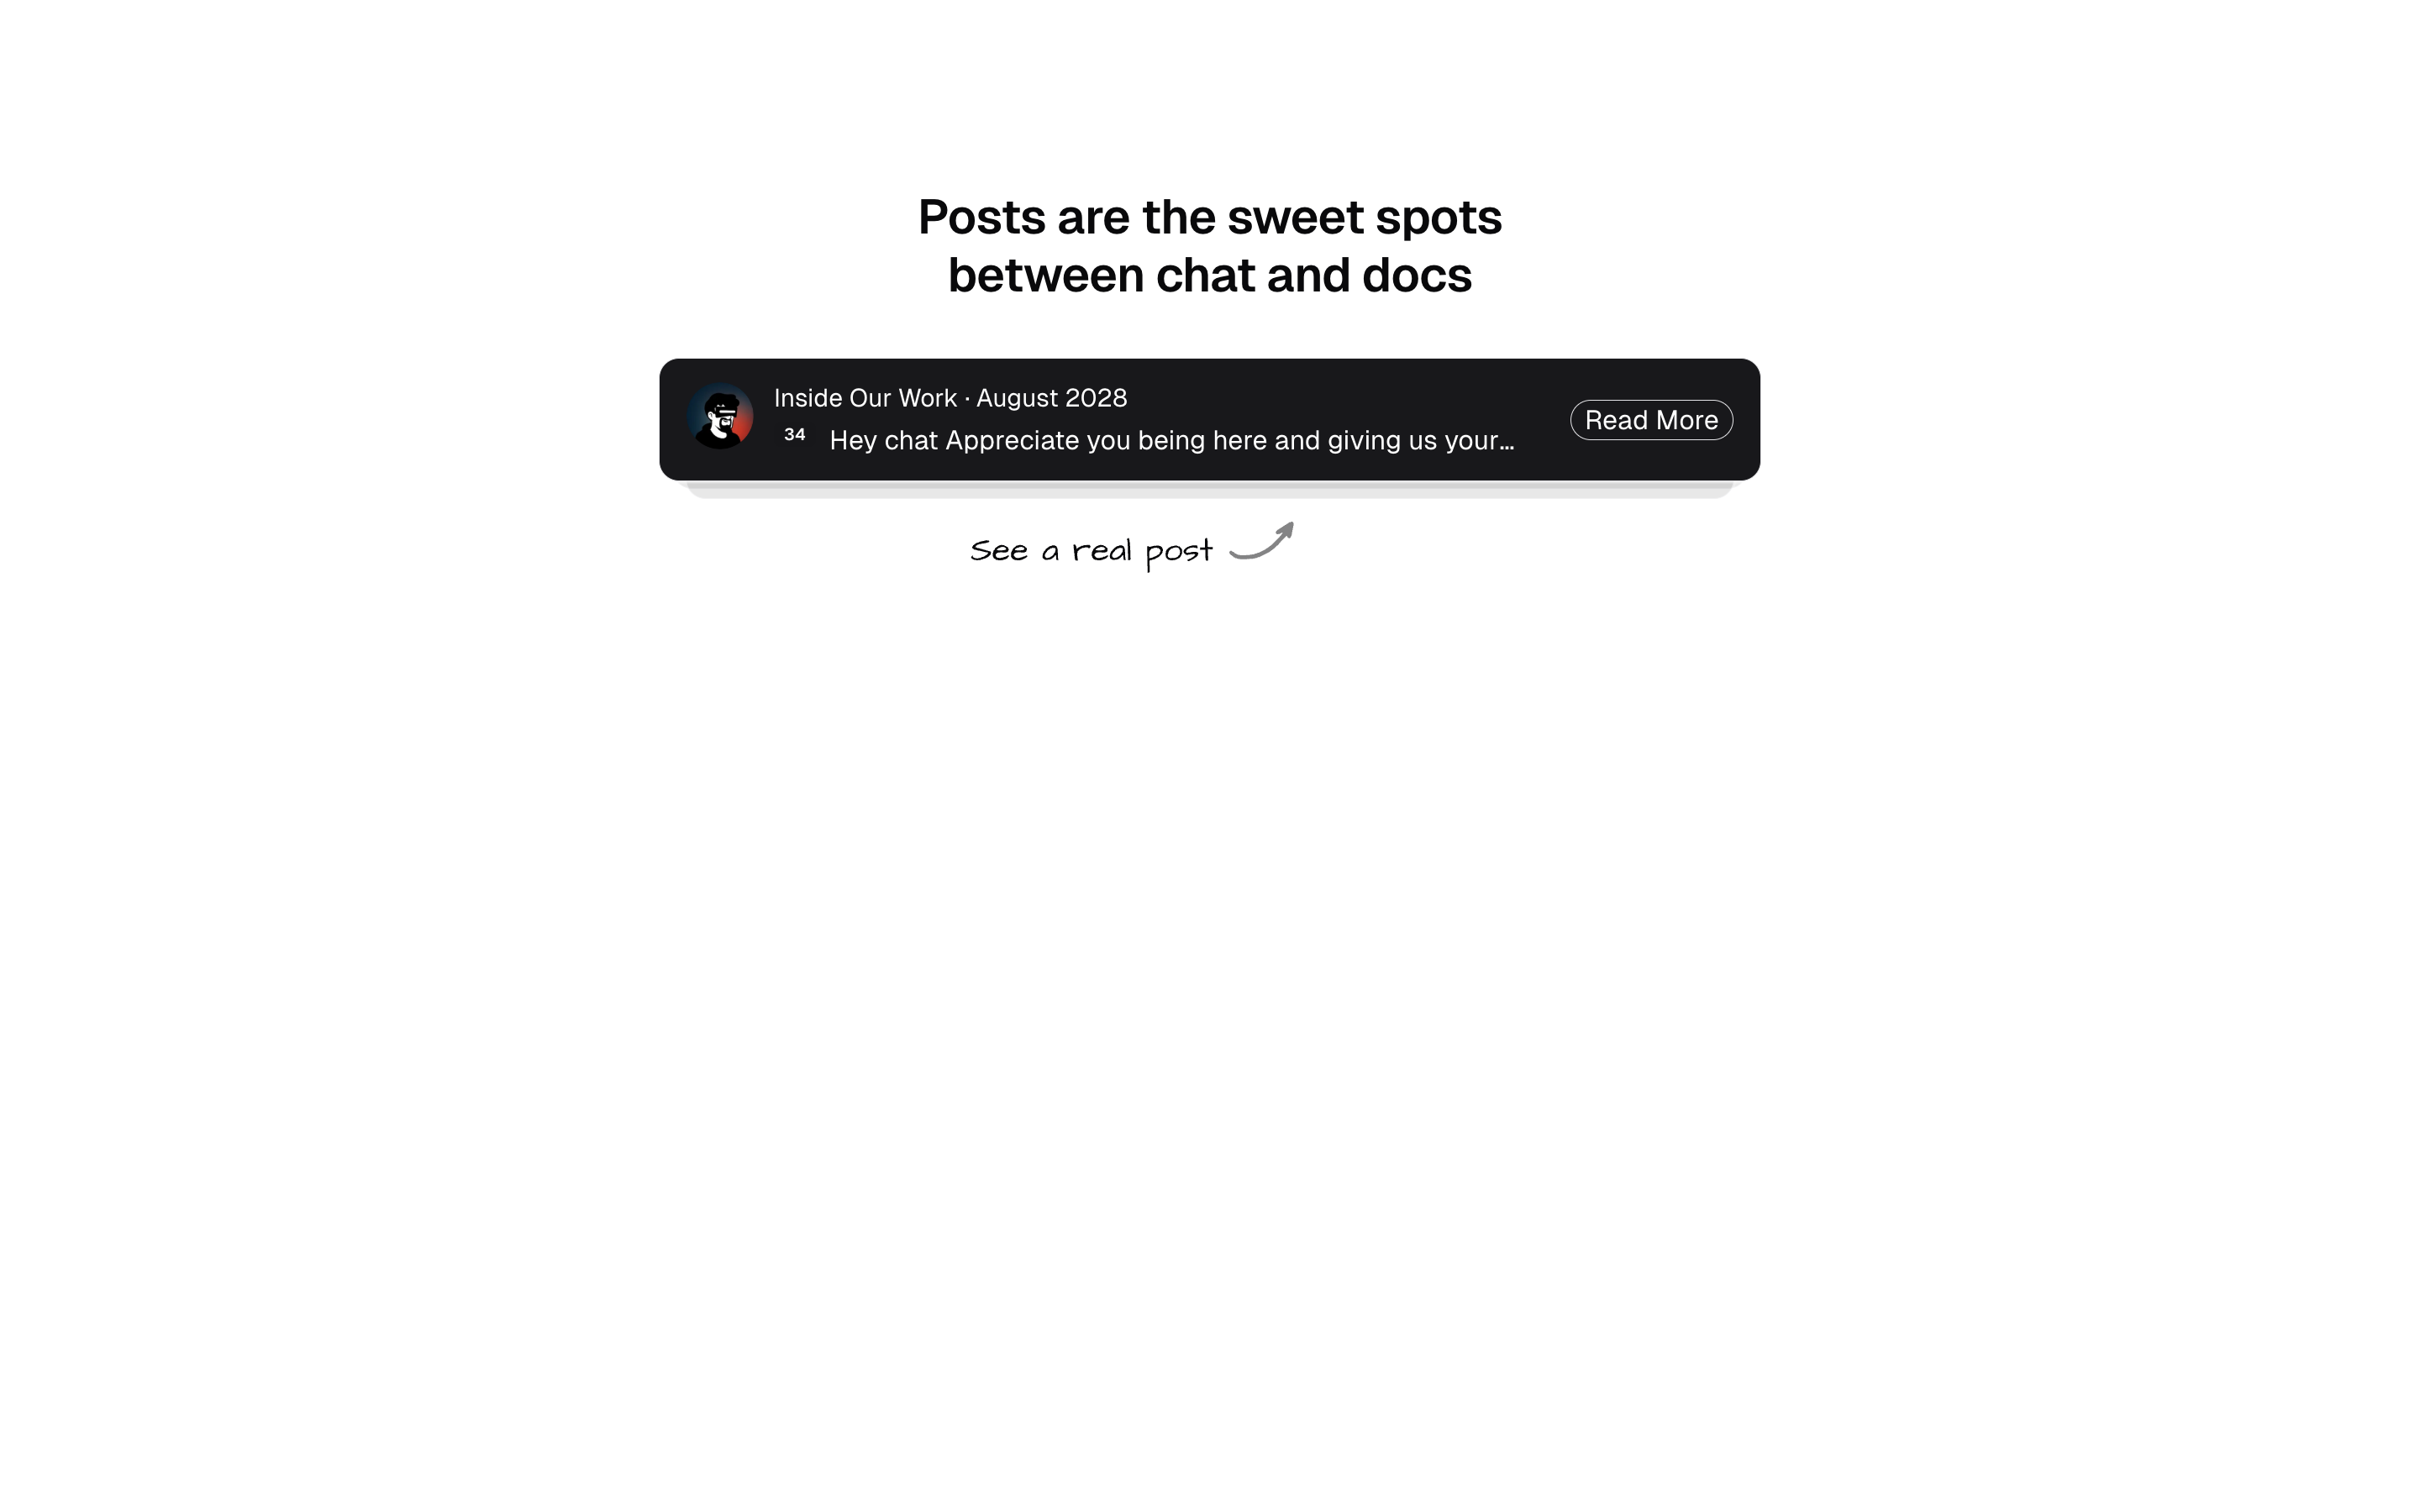 Posts are the sweet spots
between chat and docs
Inside Our Work · August 2028
34 Hey chat Appreciate you being here and giving us your…
Read More
See a real post